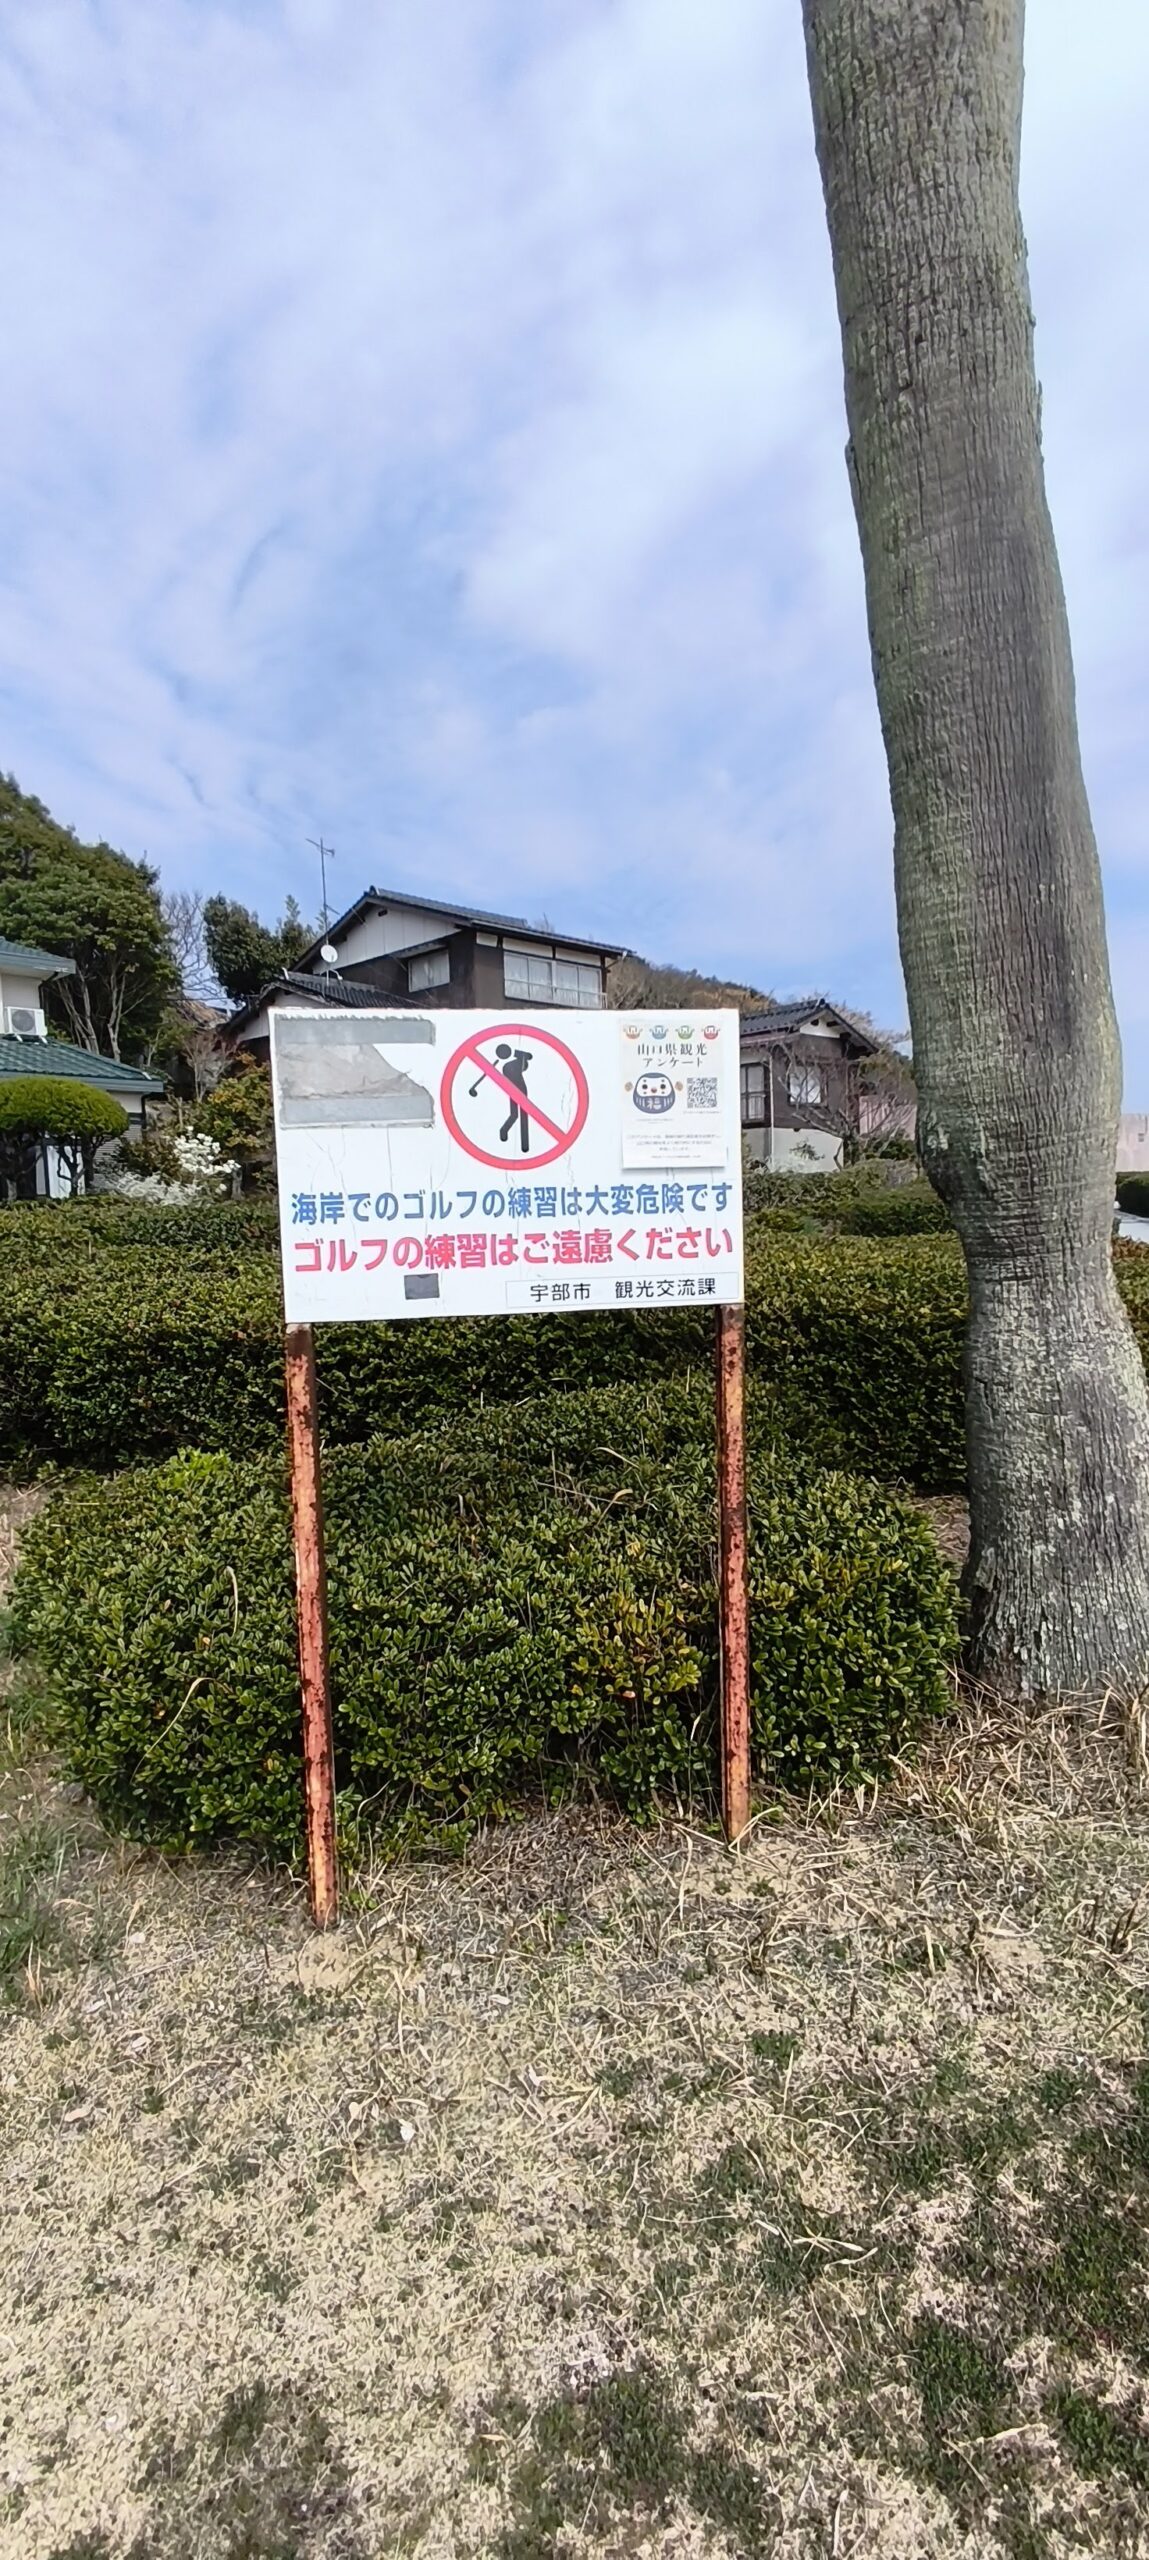 山口県観光
アンケート
福
海岸でのゴルフの練習は大変危険です
ゴルフの練習はご遠慮ください
宇部市 観光交流課